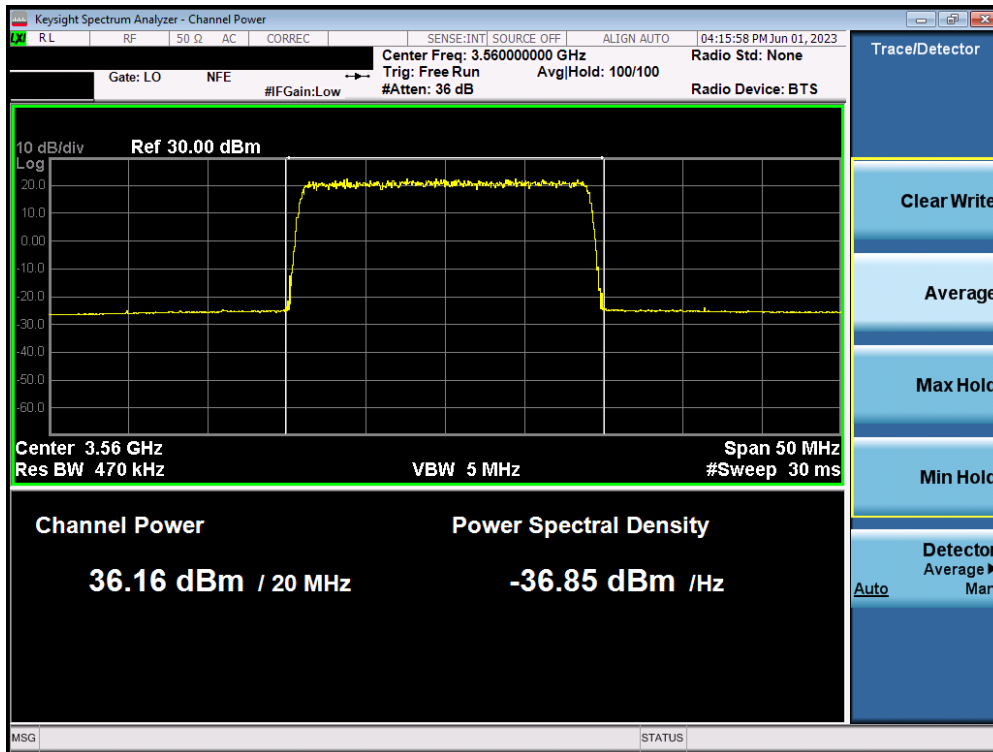 Keysight Spectrum Analyzer - Channel Power
LXI RL RF 50 Ω AC CORREC SENSE:INT SOURCE OFF ALIGN AUTO 04:15:58 PM Jun 01, 2023
Center Freq: 3.560000000 GHz Radio Std: None
Gate: LO NFE Trig: Free Run Avg|Hold: 100/100
#IFGain:Low #Atten: 36 dB Radio Device: BTS
Trace/Detector
10 dB/div Ref 30.00 dBm
Log
20.0
10.0
0.00
-10.0
-20.0
-30.0
-40.0
-50.0
-60.0
Center 3.56 GHz Span 50 MHz
Res BW 470 kHz VBW 5 MHz #Sweep 30 ms
Channel Power Power Spectral Density
36.16 dBm / 20 MHz -36.85 dBm /Hz
Clear Write
Average
Max Hold
Min Hold
Detector
Average
Auto Man
MSG STATUS